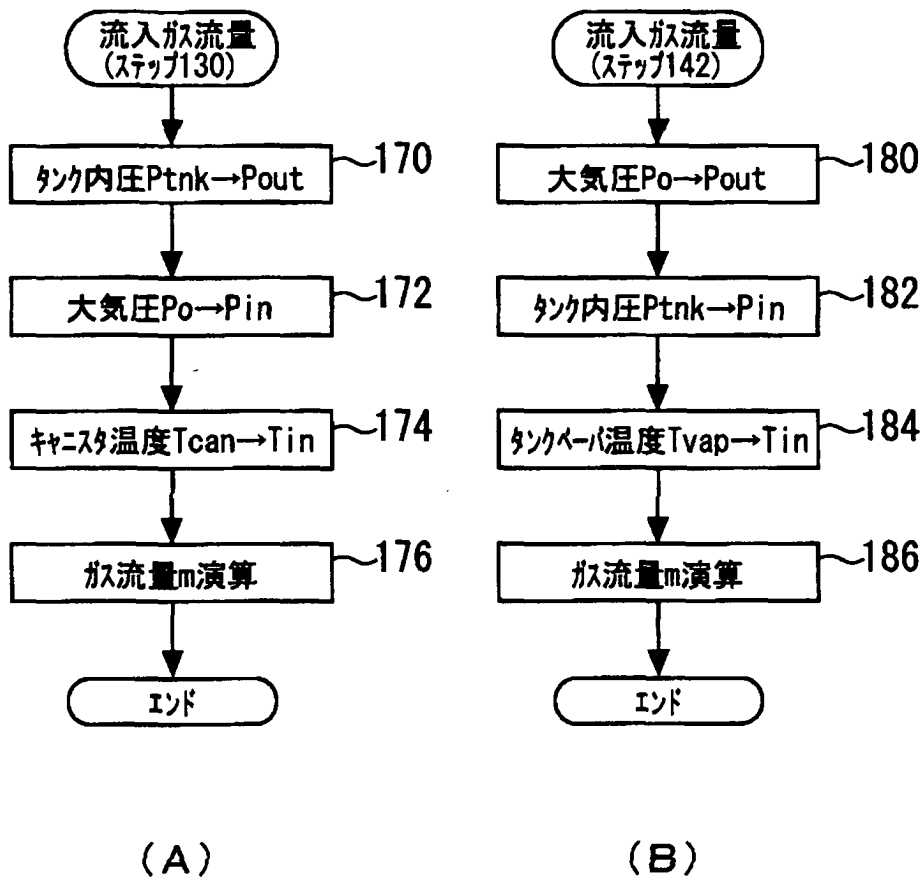 流入ガス流量
(ステップ130)
タンク内圧Ptnk→Pout
170
大気圧Po→Pin
172
キャニスタ温度Tcan→Tin
174
ガス流量m演算
176
エンド
(A)
流入ガス流量
(ステップ142)
大気圧Po→Pout
180
タンク内圧Ptnk→Pin
182
タンクベーパ温度Tvap→Tin
184
ガス流量m演算
186
エンド
(B)